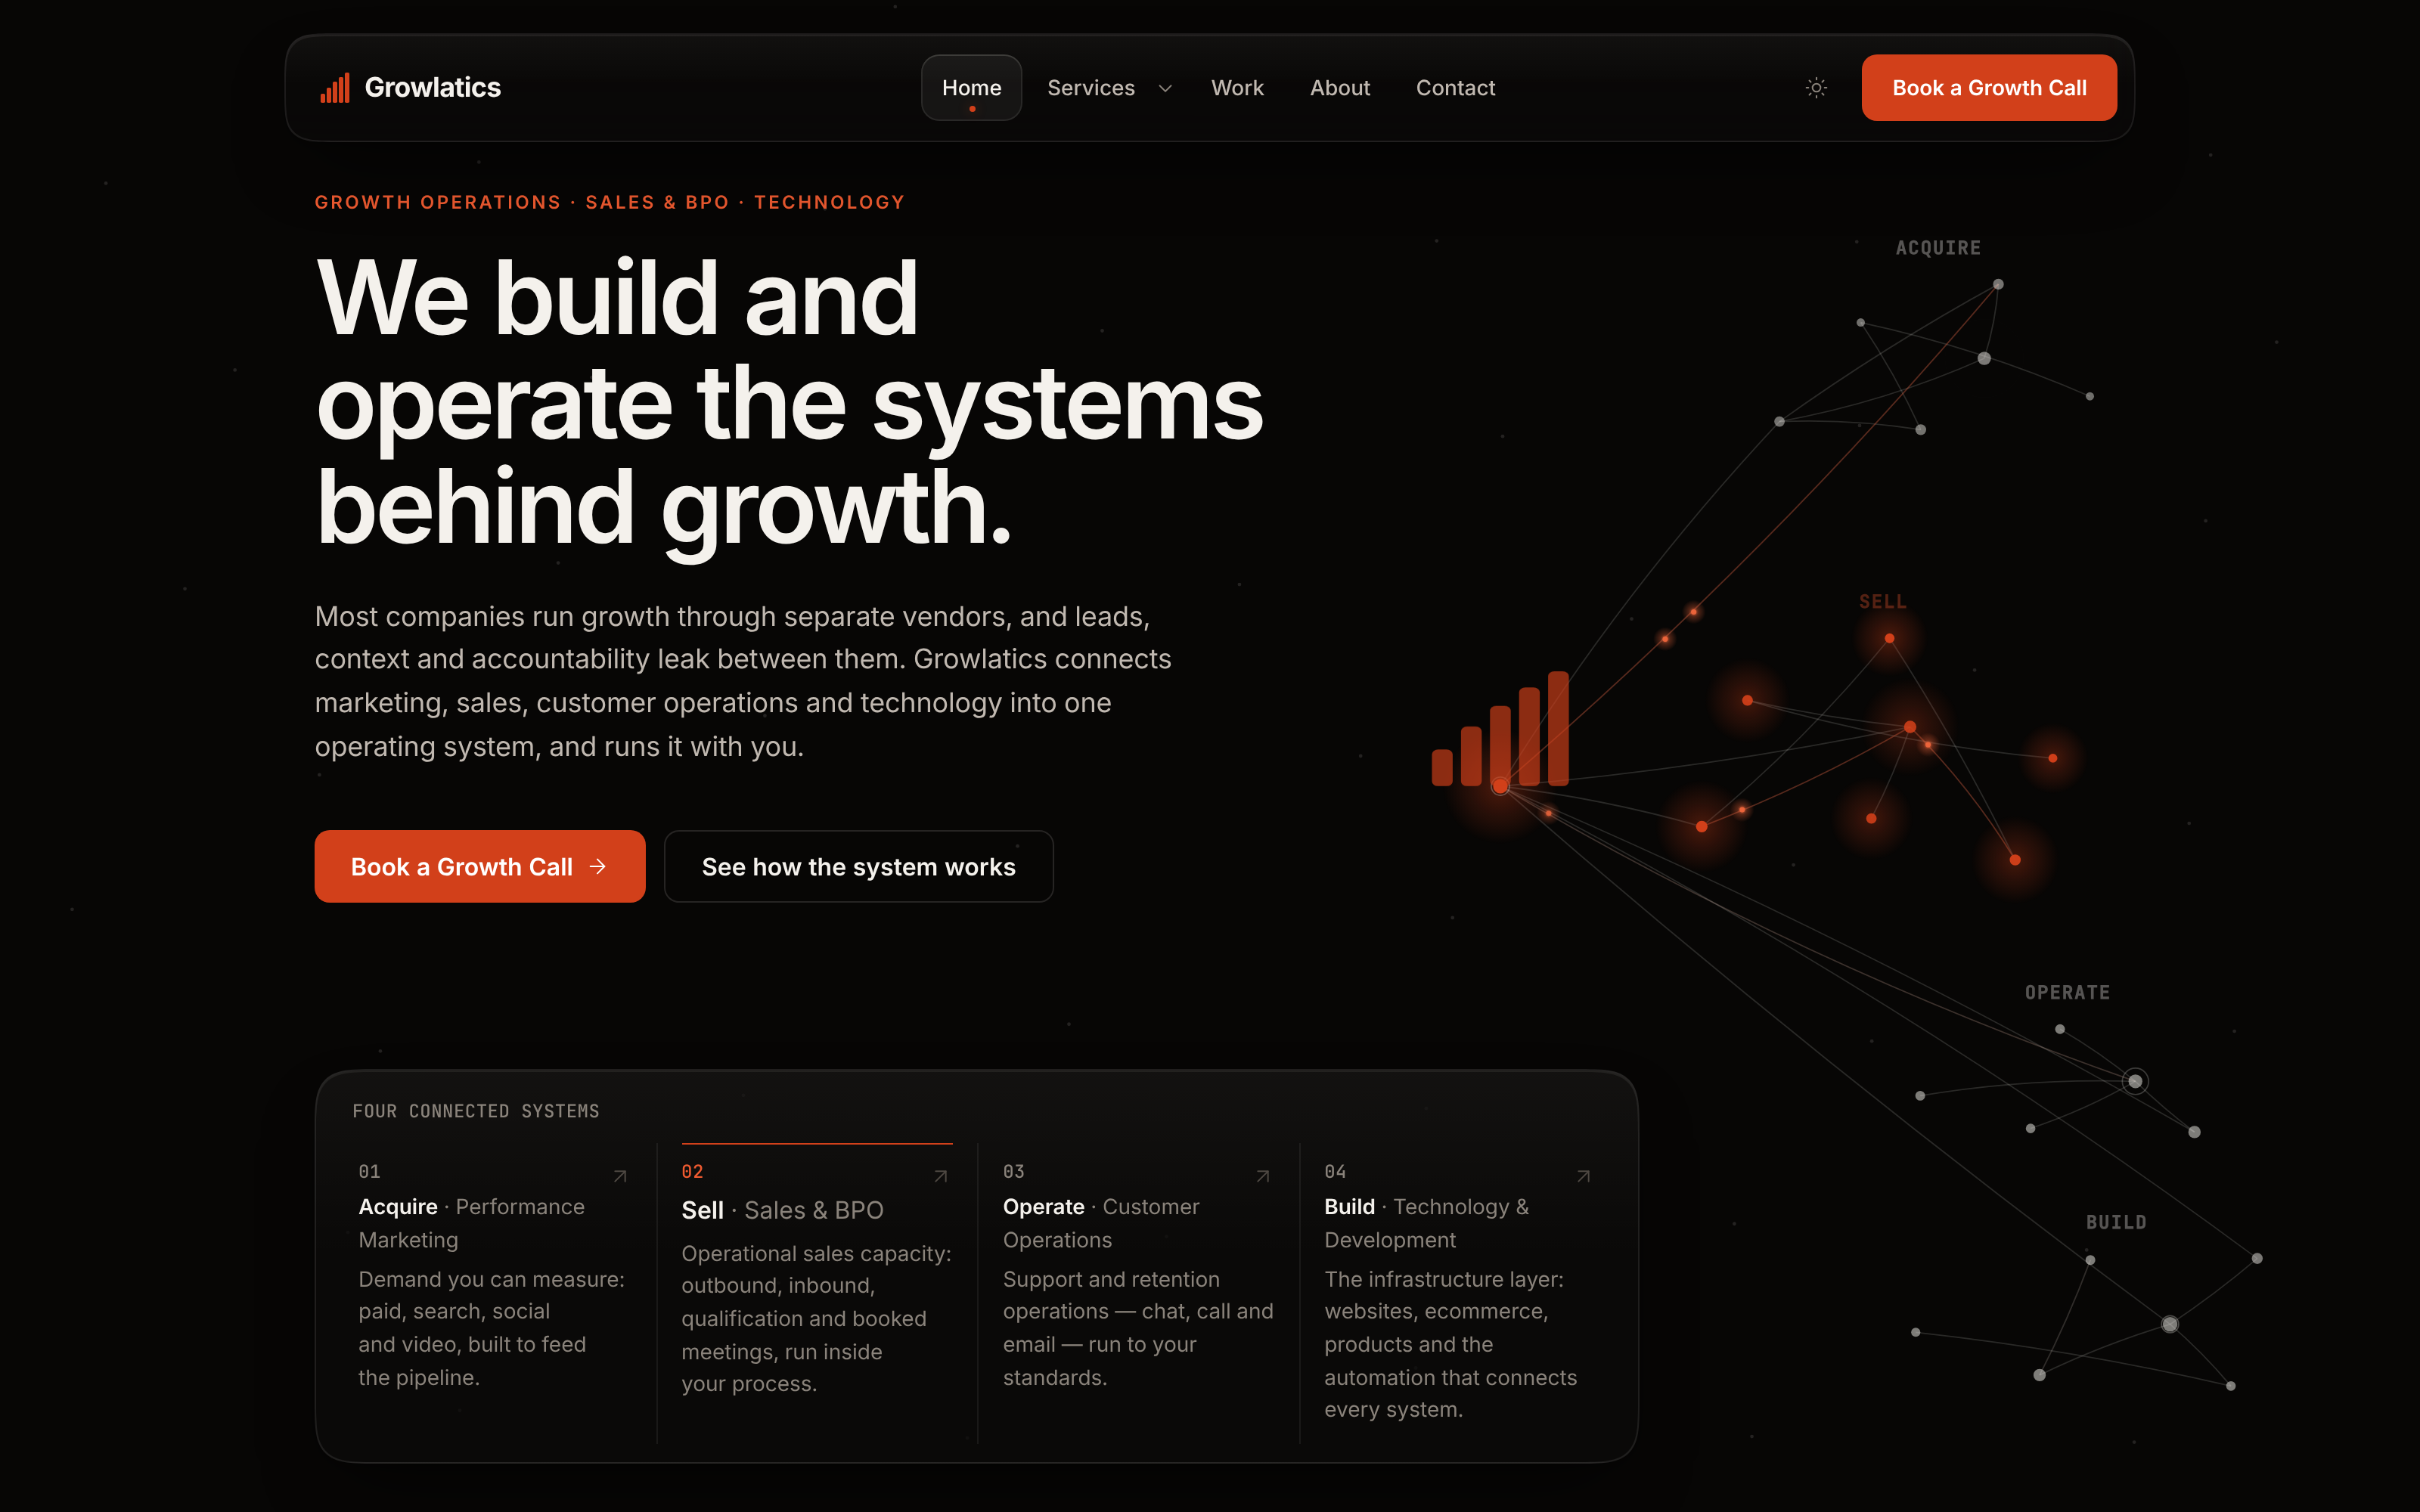 Growlatics
Home
Services
Work
About
Contact
Book a Growth Call
GROWTH OPERATIONS · SALES & BPO · TECHNOLOGY
We build and
operate the systems
behind growth.
Most companies run growth through separate vendors, and leads,
context and accountability leak between them. Growlatics connects
marketing, sales, customer operations and technology into one
operating system, and runs it with you.
Book a Growth Call
See how the system works
ACQUIRE
SELL
OPERATE
BUILD
FOUR CONNECTED SYSTEMS
01
Acquire · Performance
Marketing
Demand you can measure:
paid, search, social
and video, built to feed
the pipeline.
02
Sell · Sales & BPO
Operational sales capacity:
outbound, inbound,
qualification and booked
meetings, run inside
your process.
03
Operate · Customer
Operations
Support and retention
operations — chat, call and
email — run to your
standards.
04
Build · Technology &
Development
The infrastructure layer:
websites, ecommerce,
products and the
automation that connects
every system.